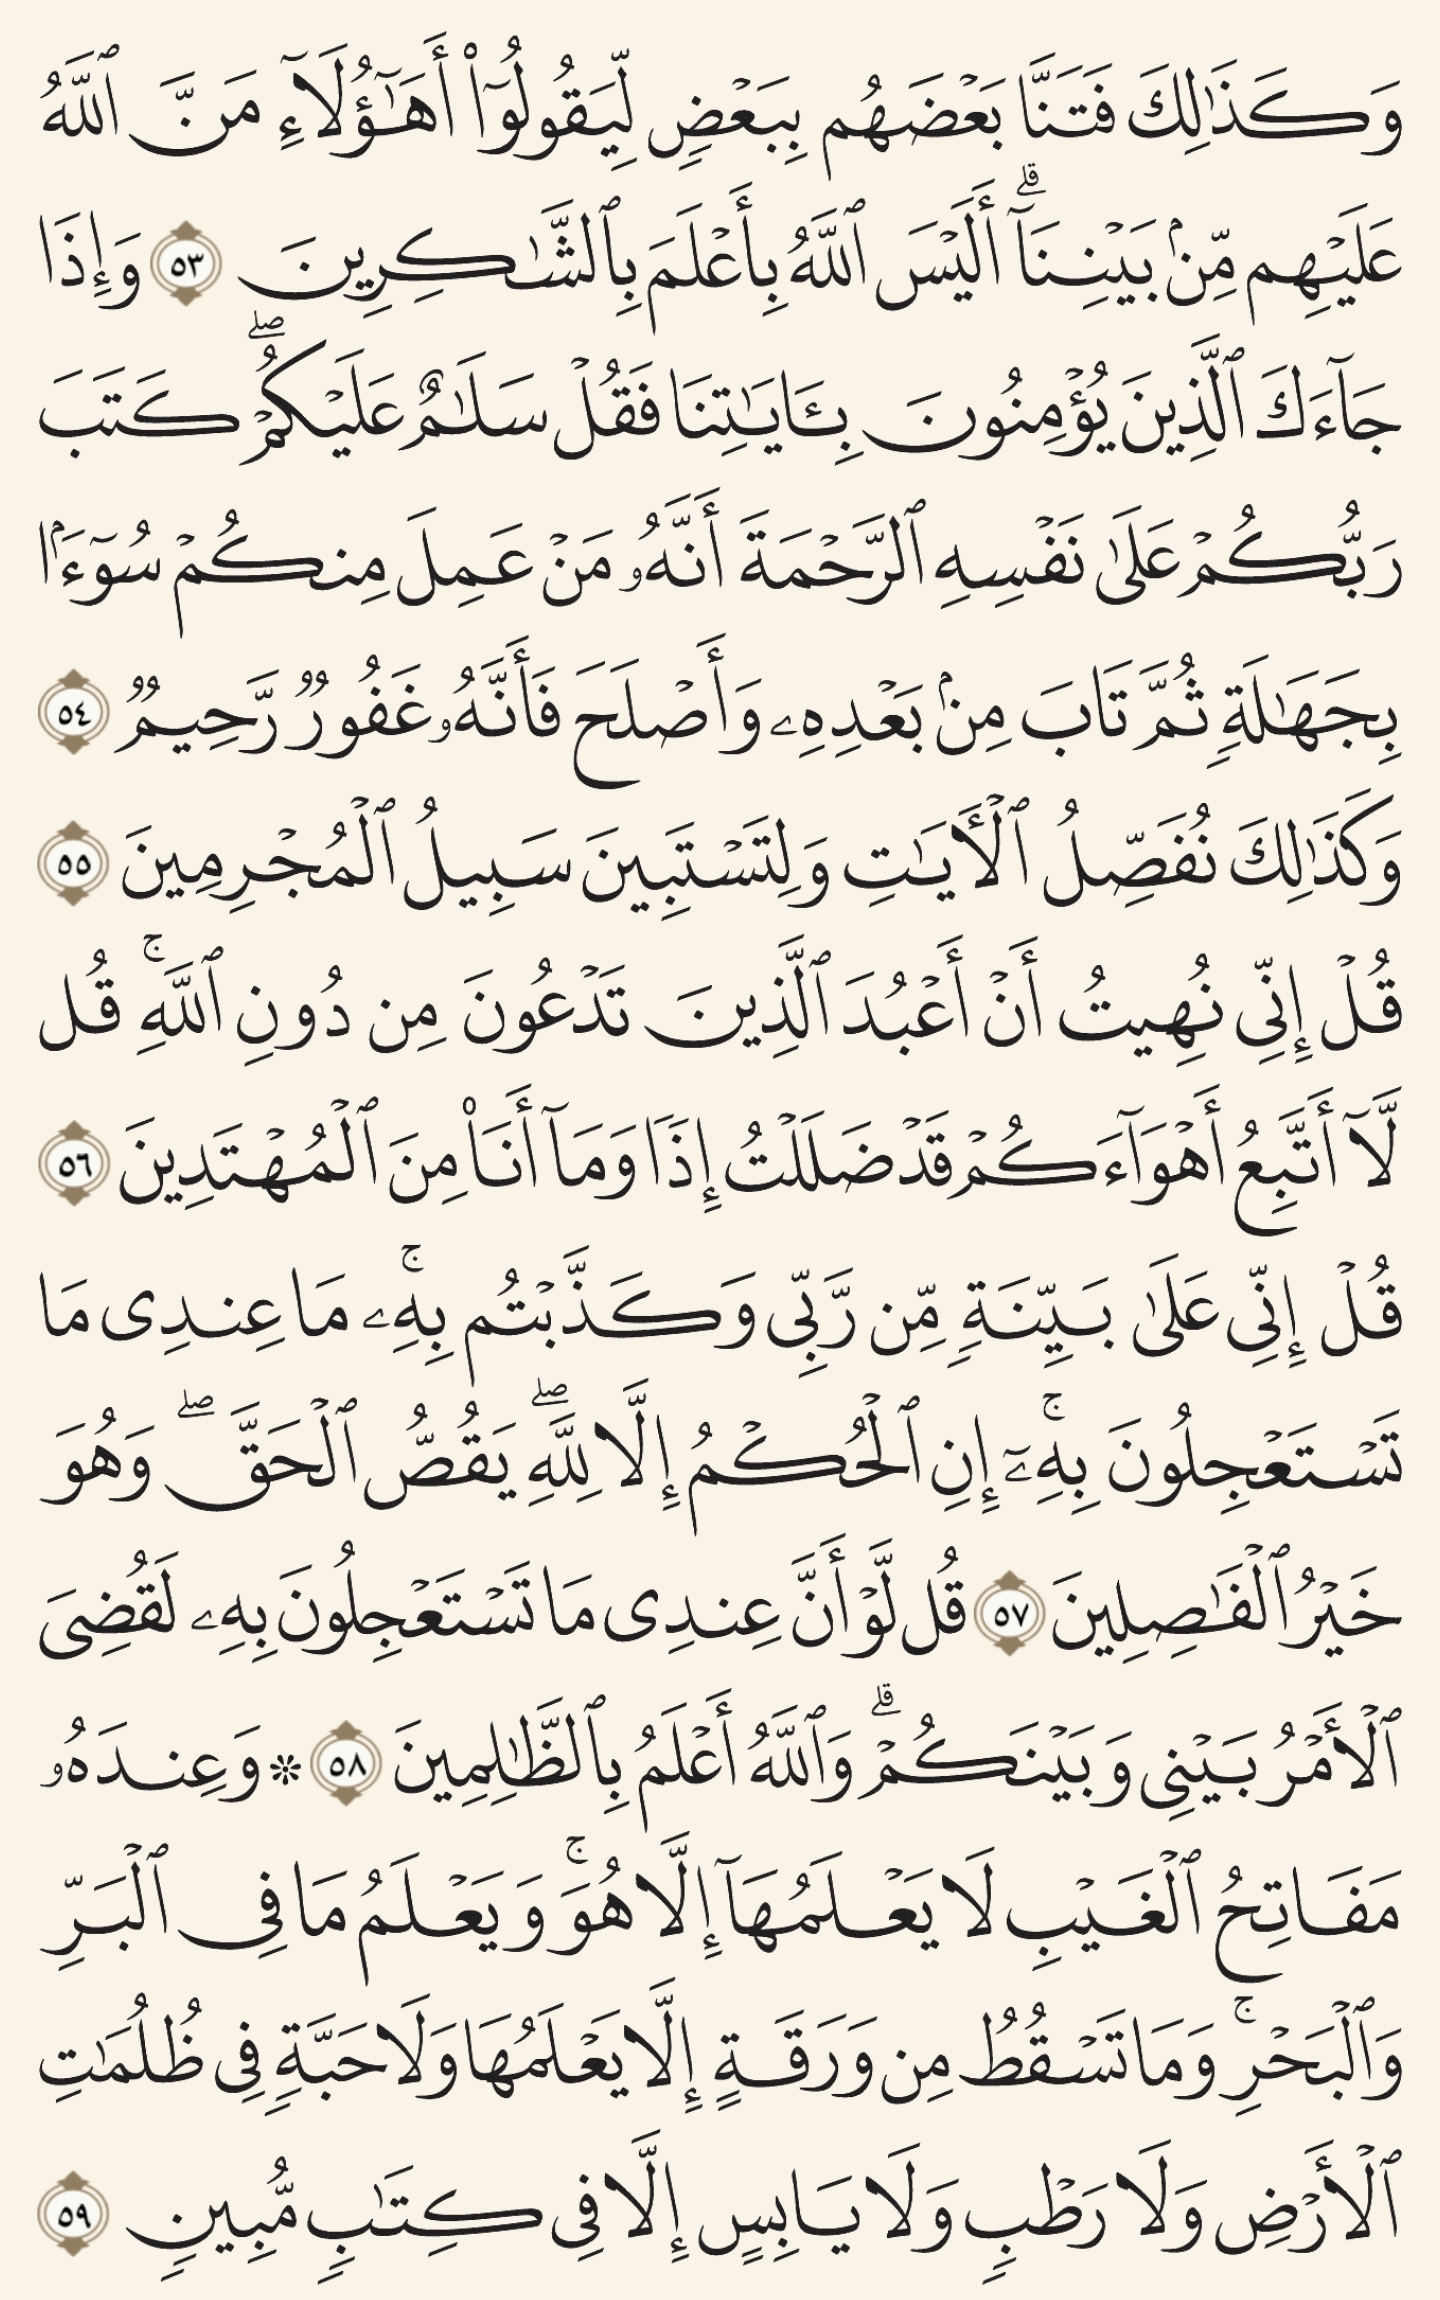 وَكَذَٰلِكَ فَتَنَّا بَعْضَهُم بِبَعْضٍ لِّيَقُولُوٓا۟ أَهَٰٓؤُلَآءِ مَنَّ ٱللَّهُ
عَلَيْهِم مِّنۢ بَيْنِنَآ ۗ أَلَيْسَ ٱللَّهُ بِأَعْلَمَ بِٱلشَّٰكِرِينَ ٥٣ وَإِذَا
جَآءَكَ ٱلَّذِينَ يُؤْمِنُونَ بِـَٔايَٰتِنَا فَقُلْ سَلَٰمٌ عَلَيْكُمْ ۖ كَتَبَ
رَبُّكُمْ عَلَىٰ نَفْسِهِ ٱلرَّحْمَةَ أَنَّهُۥ مَنْ عَمِلَ مِنكُمْ سُوٓءًۢا
بِجَهَٰلَةٍ ثُمَّ تَابَ مِنۢ بَعْدِهِۦ وَأَصْلَحَ فَأَنَّهُۥ غَفُورٌ رَّحِيمٌ ٥٤
وَكَذَٰلِكَ نُفَصِّلُ ٱلْـَٔايَٰتِ وَلِتَسْتَبِينَ سَبِيلُ ٱلْمُجْرِمِينَ ٥٥
قُلْ إِنِّى نُهِيتُ أَنْ أَعْبُدَ ٱلَّذِينَ تَدْعُونَ مِن دُونِ ٱللَّهِ ۚ قُل
لَّآ أَتَّبِعُ أَهْوَآءَكُمْ قَدْ ضَلَلْتُ إِذًا وَمَآ أَنَا۠ مِنَ ٱلْمُهْتَدِينَ ٥٦
قُلْ إِنِّى عَلَىٰ بَيِّنَةٍ مِّن رَّبِّى وَكَذَّبْتُم بِهِۦ ۚ مَا عِندِى مَا
تَسْتَعْجِلُونَ بِهِۦٓ ۚ إِنِ ٱلْحُكْمُ إِلَّا لِلَّهِ ۖ يَقُصُّ ٱلْحَقَّ ۖ وَهُوَ
خَيْرُ ٱلْفَٰصِلِينَ ٥٧ قُل لَّوْ أَنَّ عِندِى مَا تَسْتَعْجِلُونَ بِهِۦ لَقُضِىَ
ٱلْأَمْرُ بَيْنِى وَبَيْنَكُمْ ۗ وَٱللَّهُ أَعْلَمُ بِٱلظَّٰلِمِينَ ٥٨ ۞ وَعِندَهُۥ
مَفَاتِحُ ٱلْغَيْبِ لَا يَعْلَمُهَآ إِلَّا هُوَ ۚ وَيَعْلَمُ مَا فِى ٱلْبَرِّ
وَٱلْبَحْرِ ۚ وَمَا تَسْقُطُ مِن وَرَقَةٍ إِلَّا يَعْلَمُهَا وَلَا حَبَّةٍ فِى ظُلُمَٰتِ
ٱلْأَرْضِ وَلَا رَطْبٍ وَلَا يَابِسٍ إِلَّا فِى كِتَٰبٍ مُّبِينٍ ٥٩